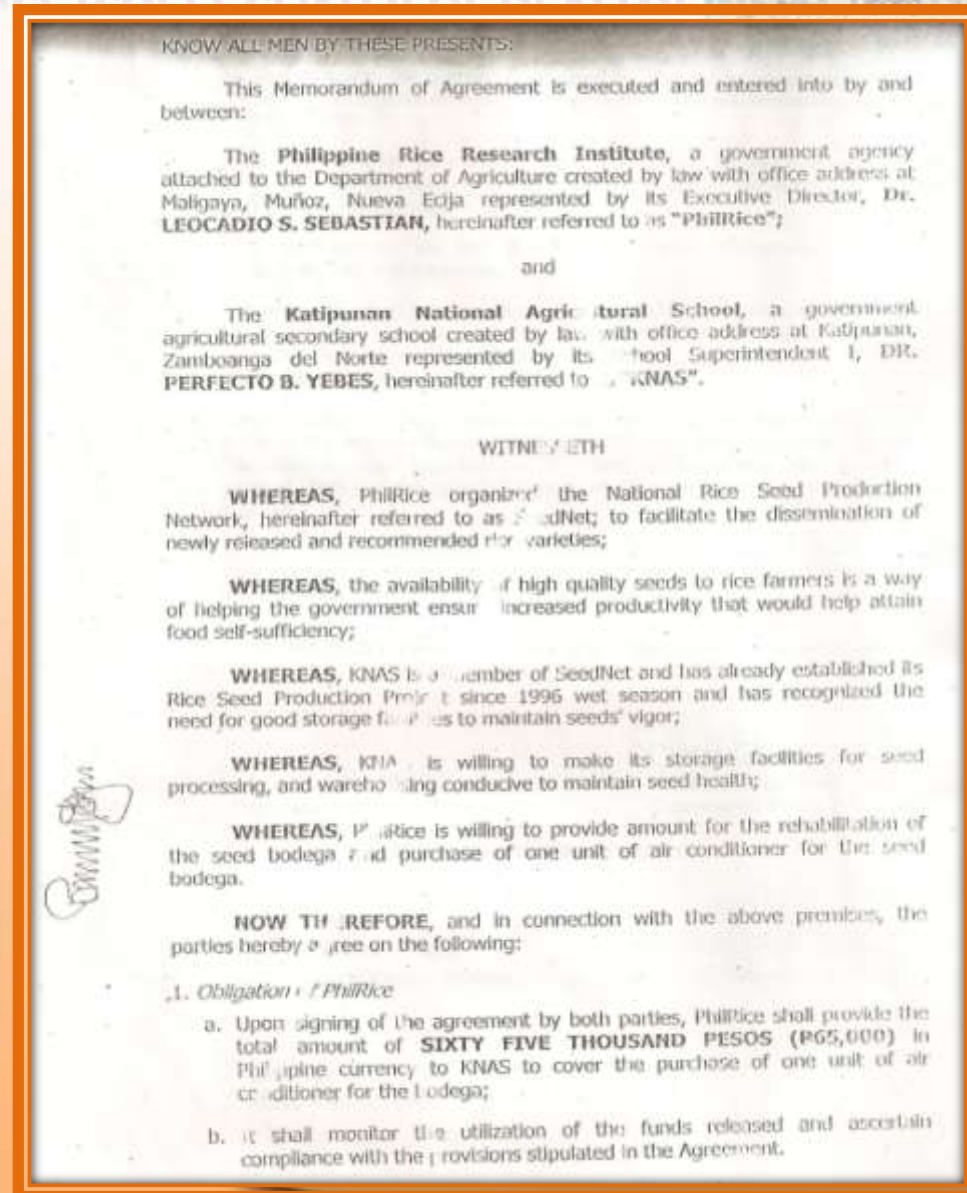 KNOW ALL MEN BY THESE PRESENTS:
This Memorandum of Agreement is executed and entered into by and
between:
The Philippine Rice Research Institute, a government agency
attached to the Department of Agriculture created by law with office address at
Maligaya, Muñoz, Nueva Ecija represented by its Executive Director, Dr.
LEOCADIO S. SEBASTIAN, hereinafter referred to as "PhilRice";
and
The Katipunan National Agric tural School, a government
agricultural secondary school created by law with office address at Katipunan,
Zamboanga del Norte represented by its hool Superintendent I, DR.
PERFECTO B. YEBES, hereinafter referred to KNAS".
WITNESSETH
WHEREAS, PhilRice organized the National Rice Seed Production
Network, hereinafter referred to as SeedNet; to facilitate the dissemination of
newly released and recommended rice varieties;
WHEREAS, the availability of high quality seeds to rice farmers is a way
of helping the government ensur increased productivity that would help attain
food self-sufficiency;
WHEREAS, KNAS is a member of SeedNet and has already established its
Rice Seed Production Project since 1996 wet season and has recognized the
need for good storage facilities to maintain seeds' vigor;
WHEREAS, KNA is willing to make its storage facilities for seed
processing, and warehousing conducive to maintain seed health;
WHEREAS, PhilRice is willing to provide amount for the rehabilitation of
the seed bodega and purchase of one unit of air conditioner for the seed
bodega.
NOW THEREFORE, and in connection with the above premises, the
parties hereby agree on the following:
1. Obligation of PhilRice
a. Upon signing of the agreement by both parties, PhilRice shall provide the
total amount of SIXTY FIVE THOUSAND PESOS (P65,000) in
Philippine currency to KNAS to cover the purchase of one unit of air
conditioner for the bodega;
b. It shall monitor the utilization of the funds released and ascertain
compliance with the provisions stipulated in the Agreement.